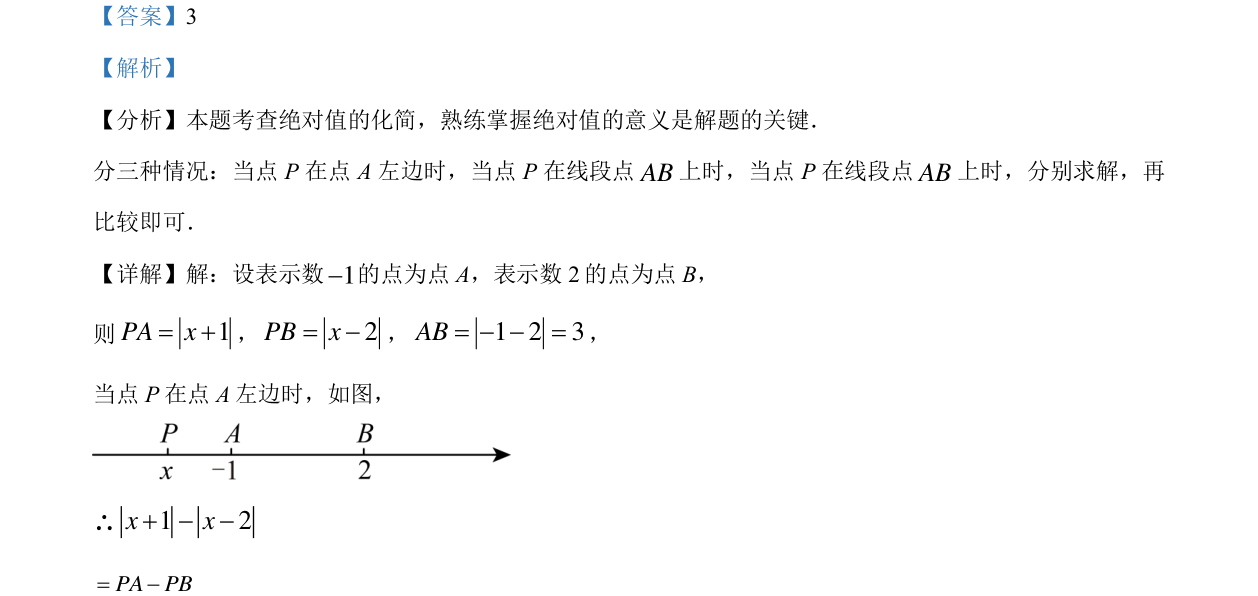 【答案】3
【解析】
【分析】本题考查绝对值的化简，熟练掌握绝对值的意义是解题的关键．
分三种情况：当点 P 在点 A 左边时，当点 P 在线段点 AB 上时，当点 P 在线段点 AB 上时，分别求解，再
比较即可．
【详解】解：设表示数 −1 的点为点 A，表示数 2 的点为点 B，
则 PA = |x+1|，PB = |x−2|，AB = |−1−2| = 3，
当点 P 在点 A 左边时，如图，
P A B
x −1 2
∴|x+1|−|x−2|
= PA − PB